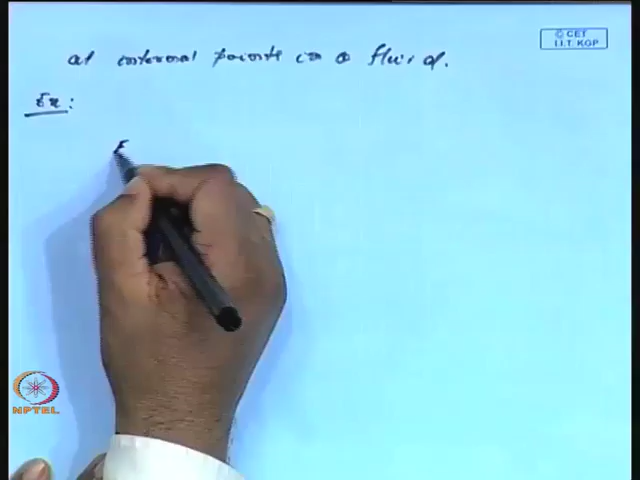 © CET
I.I.T. KGP
at internal points in a fluid.
Ex:
NPTEL